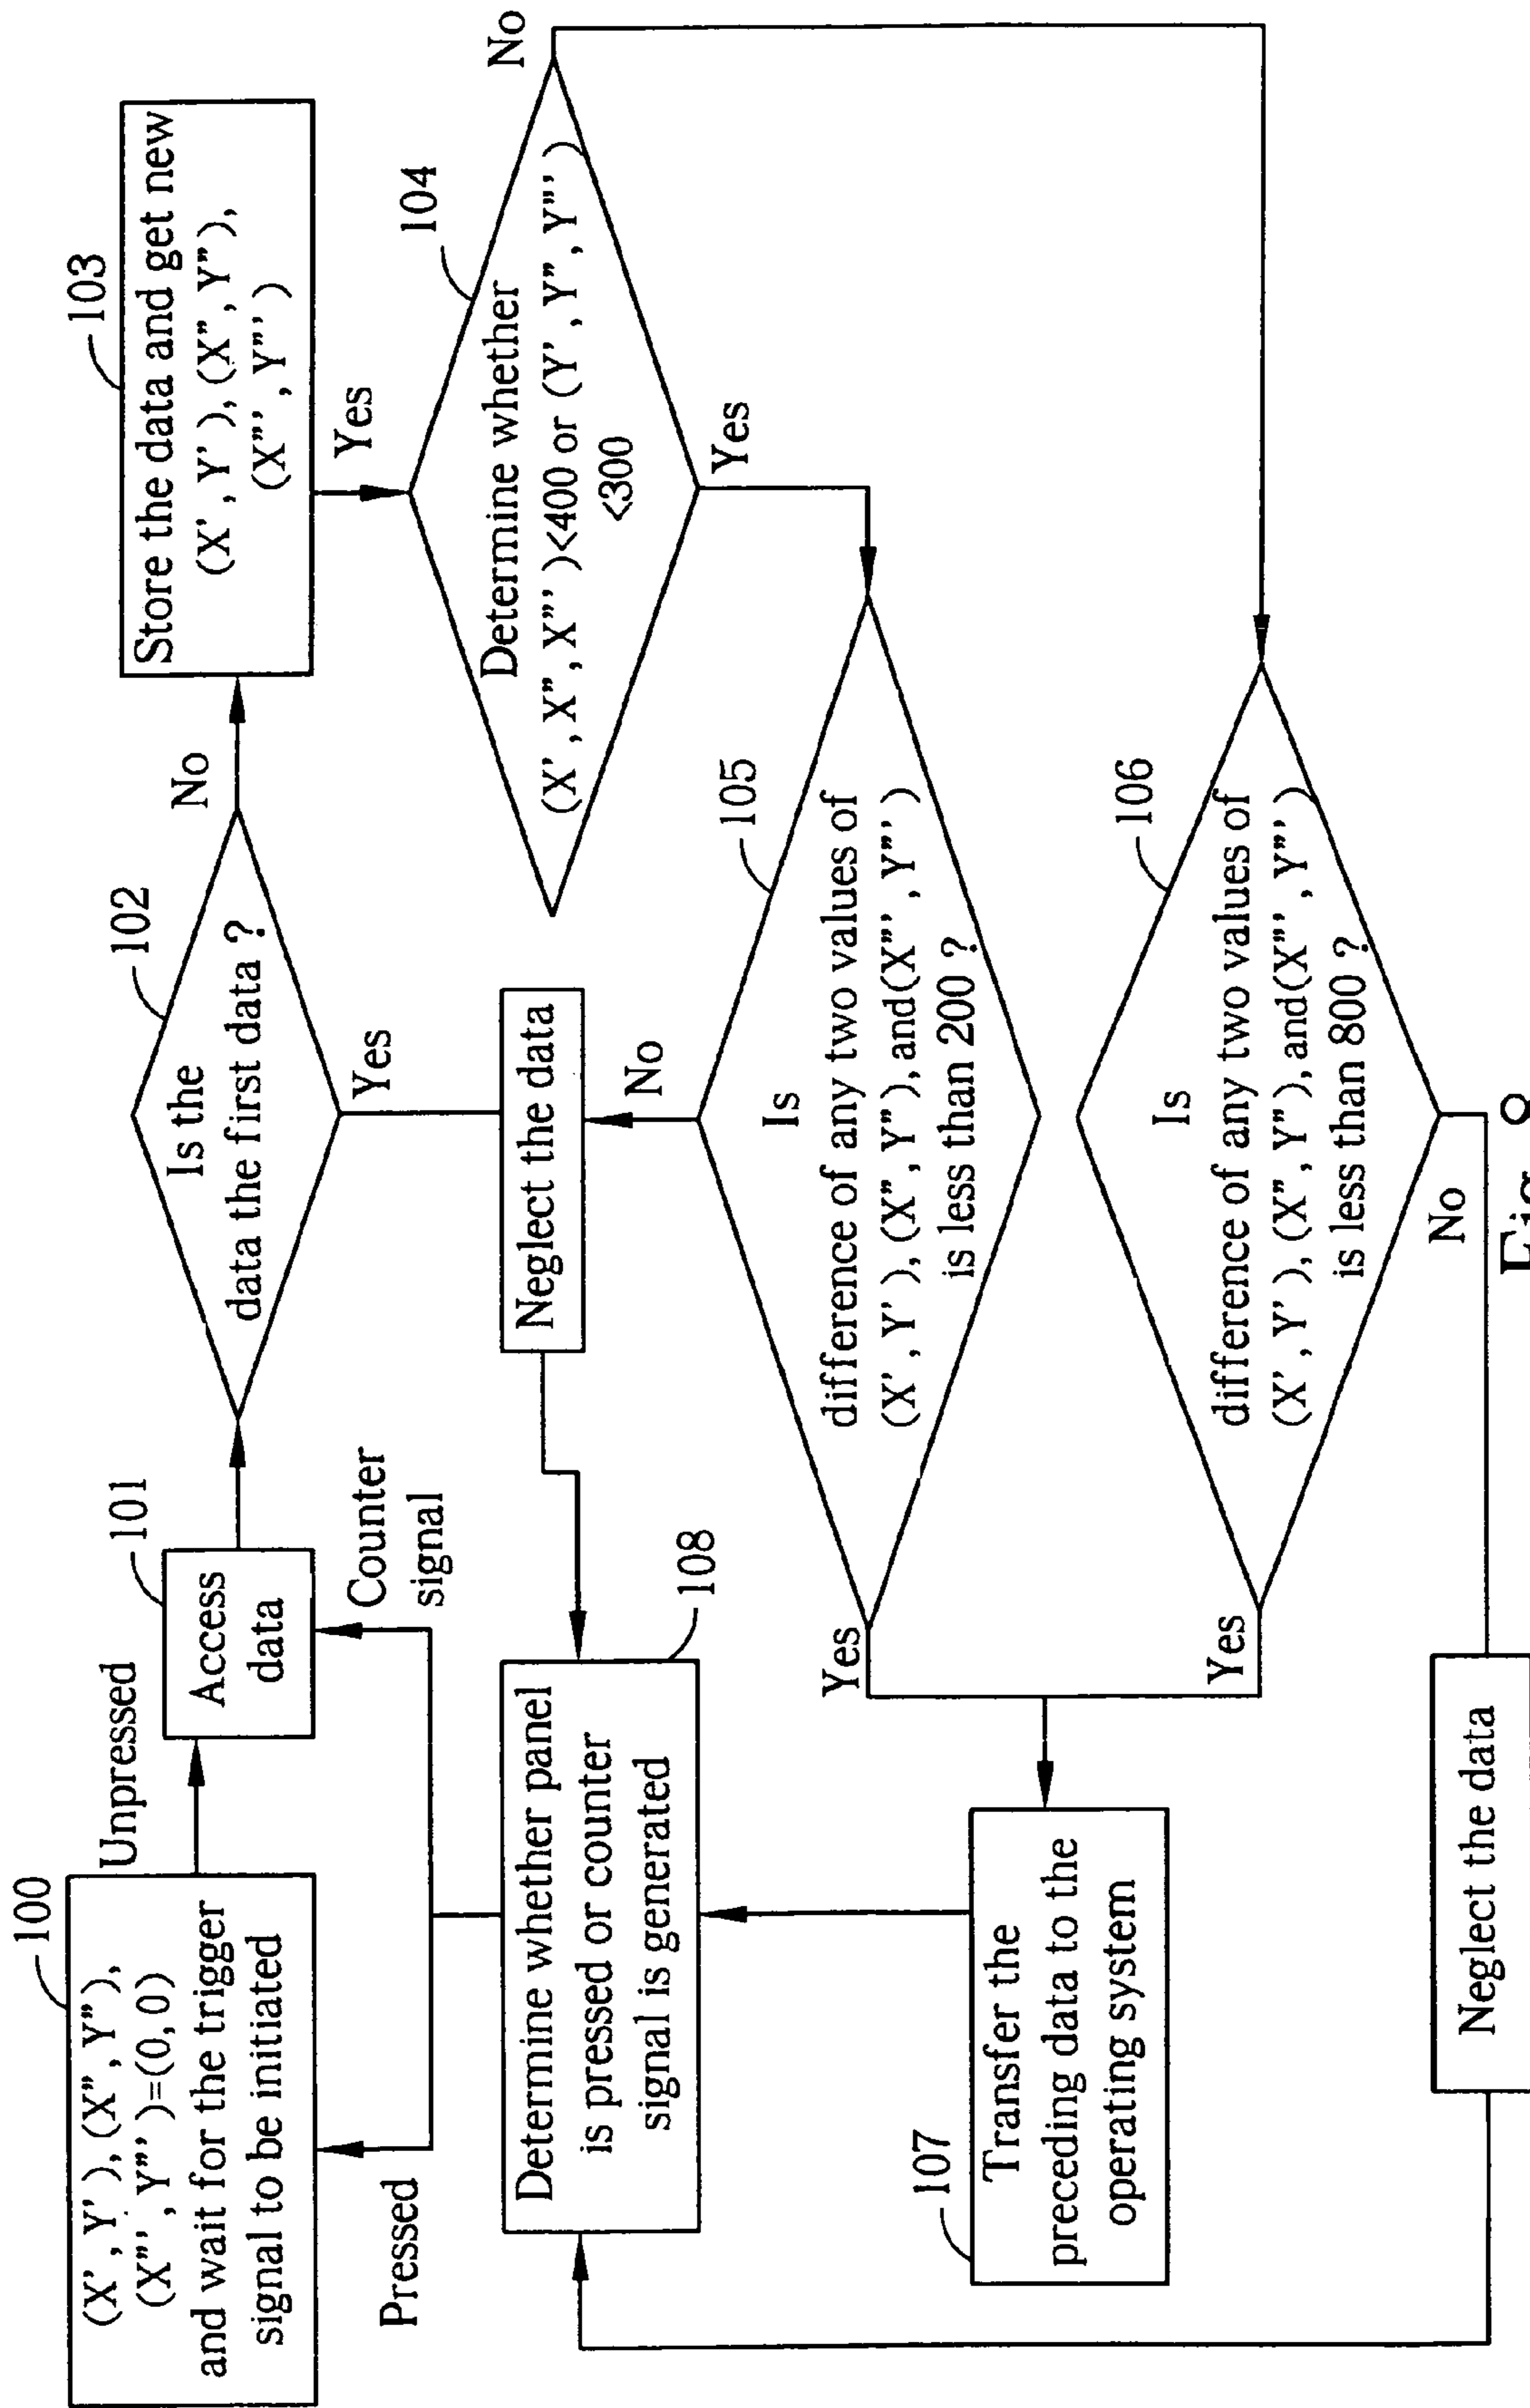 100
(X', Y'), (X", Y"),
(X"', Y"')=(0, 0)
and wait for the trigger
signal to be initiated
Unpressed
101
Access
data
102
Is the
data the first data ?
No
Yes
103
Store the data and get new
(X', Y'), (X", Y"),
(X"', Y"')
Yes
104
Determine whether
(X', X", X"')<400 or (Y', Y", Y"')
<300
No
Yes
Pressed
Counter
signal
Determine whether panel
is pressed or counter
signal is generated
108
Neglect the data
No
105
Is
difference of any two values of
(X', Y'), (X", Y"), and(X"', Y"')
is less than 200 ?
Yes
107
Transfer the
preceding data to the
operating system
106
Is
difference of any two values of
(X', Y'), (X", Y"), and(X"', Y"')
is less than 800 ?
Yes
No
Neglect the data